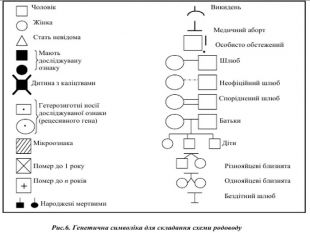 Человік
Викидень
Жінка
Медичний аборт
Стать невідома
Особисто обстежений
Мають
досліджувану
ознаку
Шлюб
Дитина з каліцтвами
Неофіційний шлюб
Споріднений шлюб
Гетерозиготні носії
досліджуваної ознаки
(рецесивного гена)
Батьки
Мікроознака
Діти
Помер до 1 року
Різнояйцеві близнята
Помер до n років
Однояйцеві близнята
Бездітний шлюб
Народжені мертвими
Рис.6. Генетична символіка для складання схеми родоводу